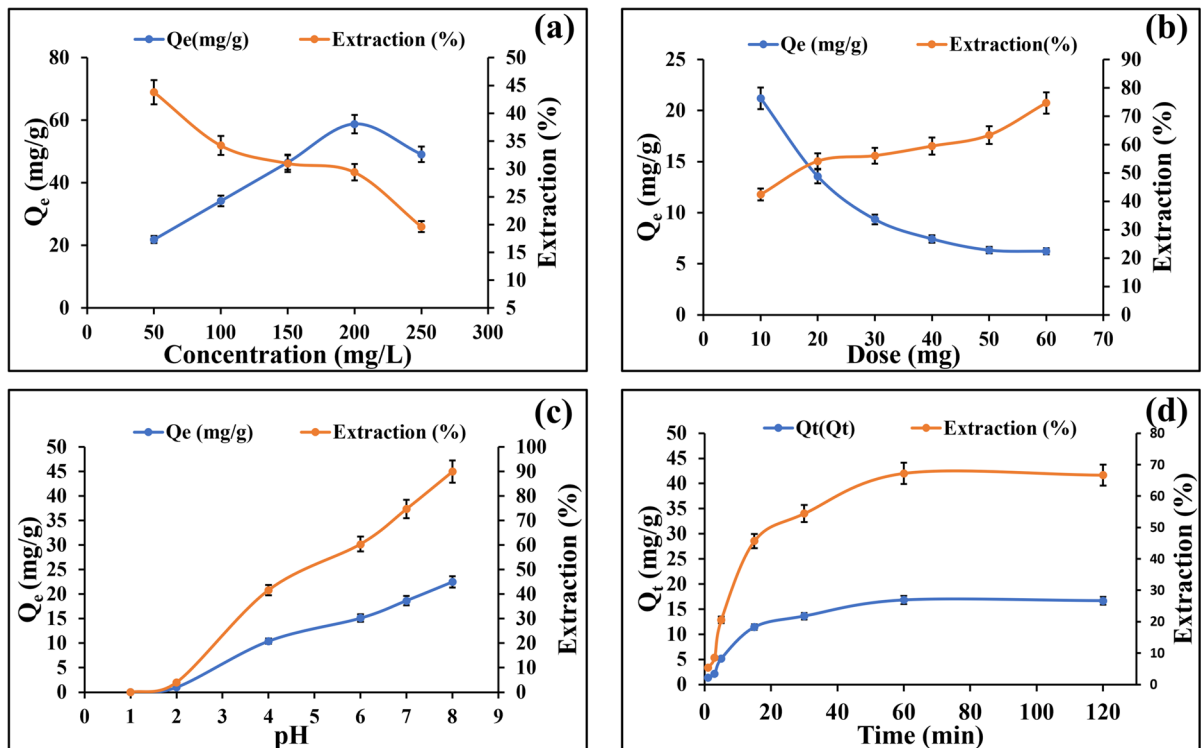 Qe(mg/g) Extraction (%) (a)
80 50
45
60 40
35
40 30
25
20 20
15
10
0 5
0 50 100 150 200 250 300
Concentration (mg/L)
Qe (mg/g)
Extraction (%)
Qe (mg/g) Extraction(%) (b)
25 90
80
20 70
60
15 50
10 40
30
5 20
10
0 0
0 10 20 30 40 50 60 70
Dose (mg)
Qe (mg/g)
Extraction (%)
Qe (mg/g) Extraction (%) (c)
50 100
45 90
40 80
35 70
30 60
25 50
20 40
15 30
10 20
5 10
0 0
0 1 2 3 4 5 6 7 8 9
pH
Qe (mg/g)
Extraction (%)
Qt(Qt) Extraction (%) (d)
50 80
45 70
40
35 60
30 50
25 40
20 30
15
10 20
5 10
0 0
0 20 40 60 80 100 120
Time (min)
Qt (mg/g)
Extraction (%)